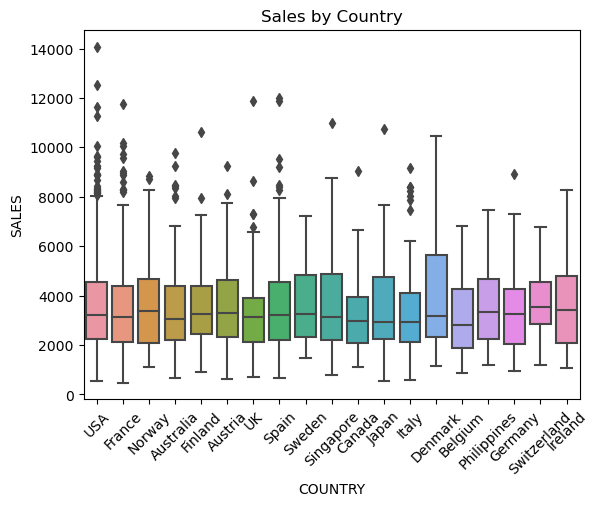 Sales by Country
14000
12000
10000
8000
6000
4000
2000
0
SALES
USA
France
Norway
Australia
Finland
Austria
UK
Spain
Sweden
Singapore
Canada
Japan
Italy
Denmark
Belgium
Philippines
Germany
Switzerland
Ireland
COUNTRY